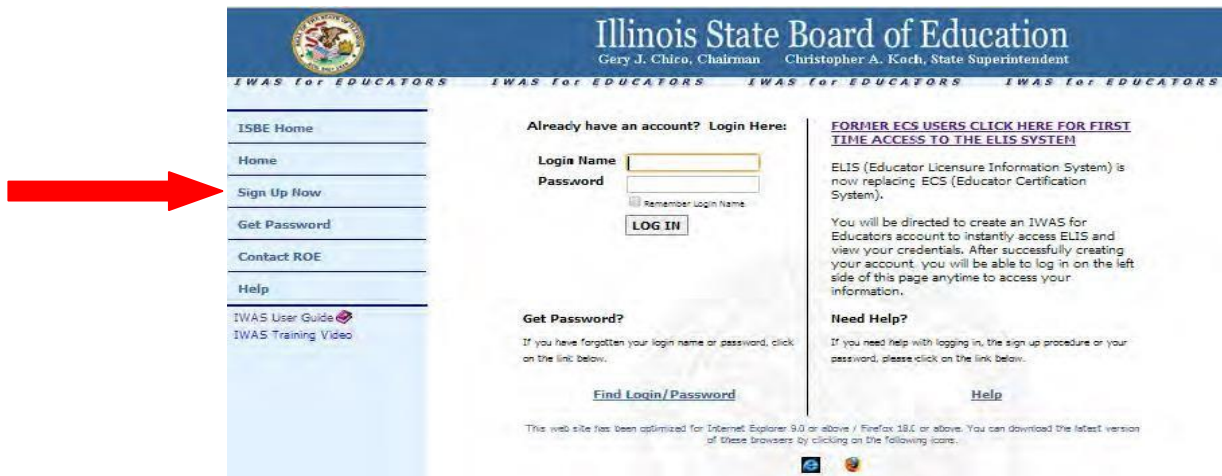 Illinois State Board of Education
Gery J. Chico, Chairman Christopher A. Koch, State Superintendent
IWAS for EDUCATORS IWAS for EDUCATORS IWAS for EDUCATORS IWAS for EDUCATORS
ISBE Home
Home
Sign Up Now
Get Password
Contact ROE
Help
IWAS User Guide
IWAS Training Video
Already have an account? Login Here:
Login Name
Password
Remember Login Name
LOG IN
FORMER ECS USERS CLICK HERE FOR FIRST
TIME ACCESS TO THE ELIS SYSTEM
ELIS (Educator Licensure Information System) is
now replacing ECS (Educator Certification
System).
You will be directed to create an IWAS for
Educators account to instantly access ELIS and
view your credentials. After successfully creating
your account, you will be able to log in on the left
side of this page anytime to access your
information.
Get Password?
If you have forgotten your login name or password, click
on the link below.
Find Login/Password
Need Help?
If you need help with logging in, the sign up procedure or your
password, please click on the link below.
Help
This web site has been optimized for Internet Explorer 9.0 or above / Firefox 18.0 or above. You can download the latest version
of these browsers by clicking on the following icons.